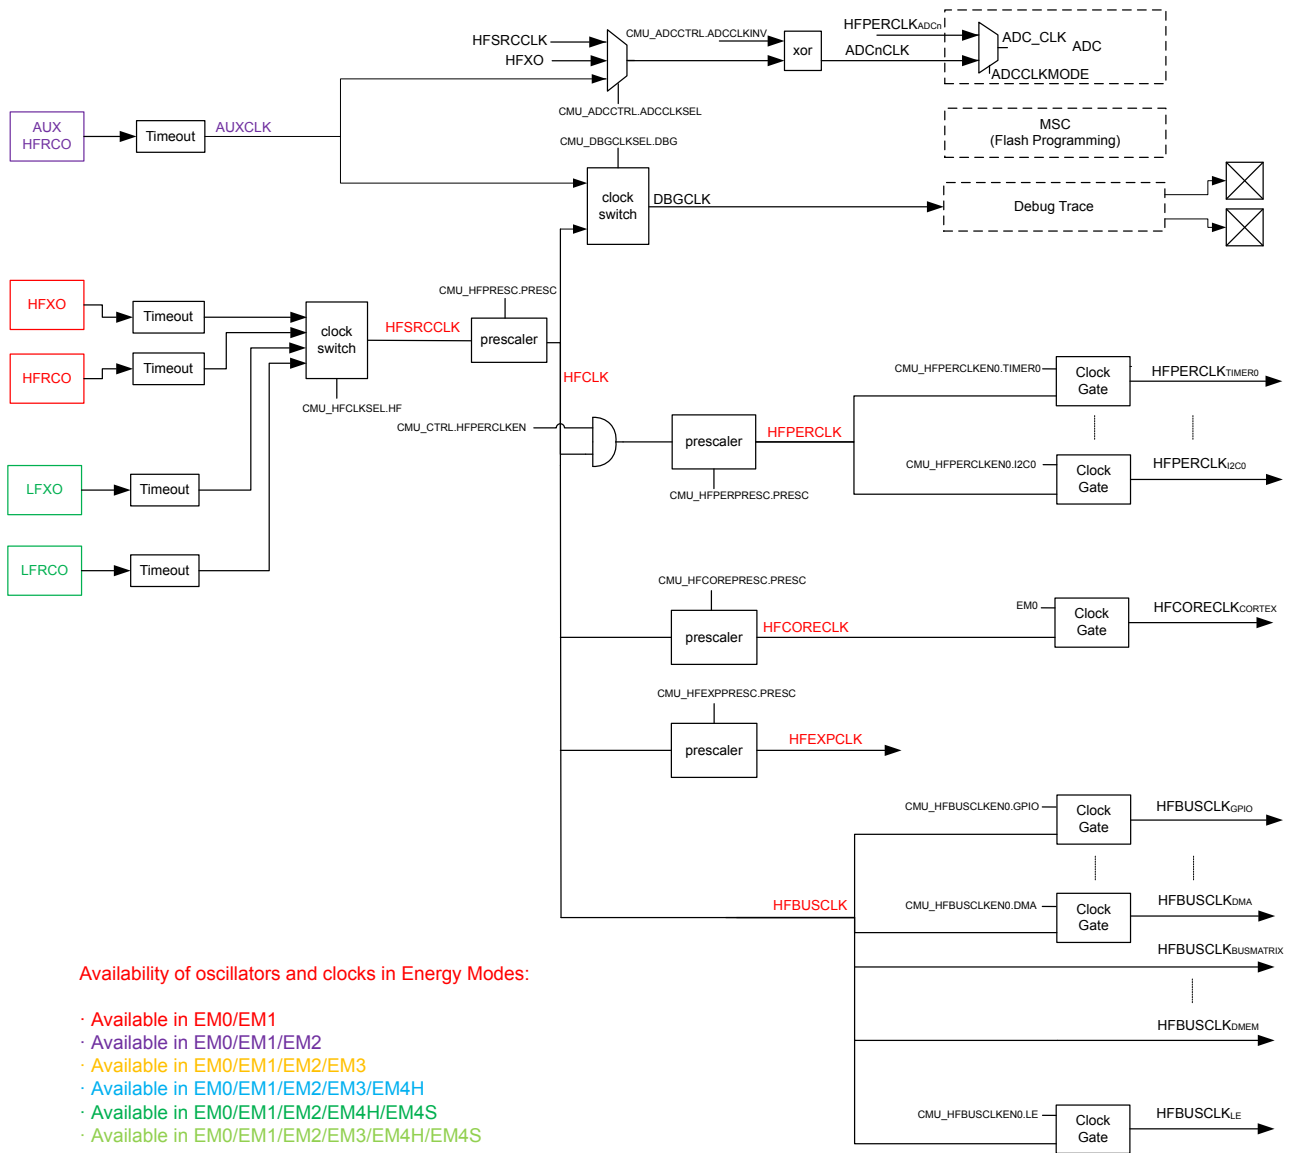 HFPERCLKADCn
CMU_ADCCTRL.ADCCLKINV
HFSRCCLK
HFXO
xor
ADCnCLK
ADC_CLK
ADC
ADCCLKMODE
CMU_ADCCTRL.ADCCLKSEL
AUX
HFRCO
Timeout
AUXCLK
MSC
(Flash Programming)
CMU_DBGCLKSEL.DBG
clock
switch
DBGCLK
Debug Trace
HFXO
Timeout
CMU_HFPRESC.PRESC
clock
switch
HFSRCCLK
prescaler
HFRCO
Timeout
HFCLK
CMU_HFCLKSEL.HF
CMU_HFPERCLKEN0.TIMER0
Clock
Gate
HFPERCLKTIMER0
CMU_CTRL.HFPERCLKEN
prescaler
HFPERCLK
CMU_HFPERCLKEN0.I2C0
Clock
Gate
HFPERCLKI2C0
CMU_HFPERPRESC.PRESC
LFXO
Timeout
LFRCO
Timeout
CMU_HFCOREPRESC.PRESC
prescaler
HFCORECLK
EM0
Clock
Gate
HFCORECLKCORTEX
CMU_HFEXPPRESC.PRESC
prescaler
HFEXPCLK
CMU_HFBUSCLKEN0.GPIO
Clock
Gate
HFBUSCLKGPIO
HFBUSCLK
CMU_HFBUSCLKEN0.DMA
Clock
Gate
HFBUSCLKDMA
HFBUSCLKBUSMATRIX
HFBUSCLKDMEM
CMU_HFBUSCLKEN0.LE
Clock
Gate
HFBUSCLKLE
Availability of oscillators and clocks in Energy Modes:
· Available in EM0/EM1
· Available in EM0/EM1/EM2
· Available in EM0/EM1/EM2/EM3
· Available in EM0/EM1/EM2/EM3/EM4H
· Available in EM0/EM1/EM2/EM4H/EM4S
· Available in EM0/EM1/EM2/EM3/EM4H/EM4S